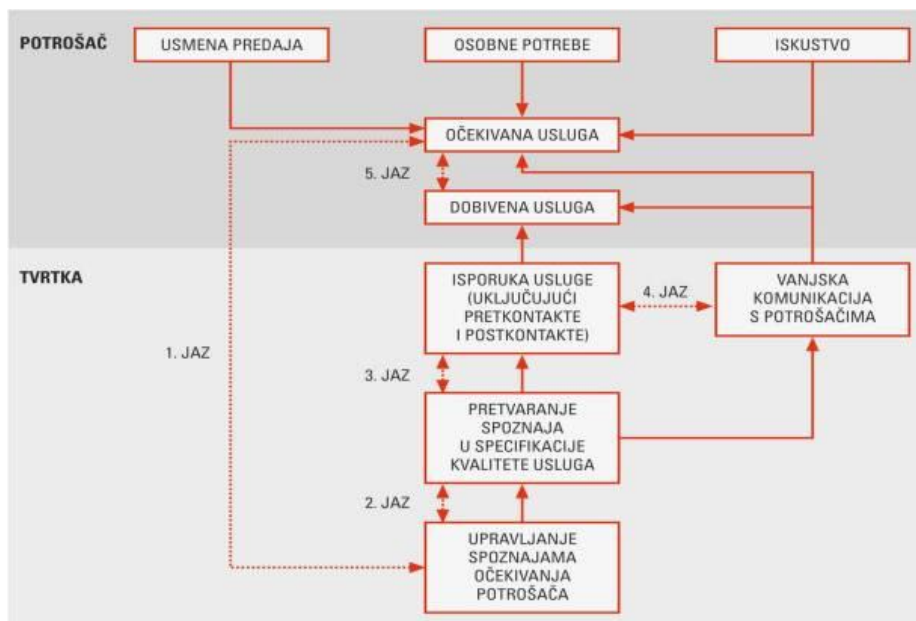 POTROŠAČ
USMENA PREDAJA
OSOBNE POTREBE
ISKUSTVO
OČEKIVANA USLUGA
5. JAZ
DOBIVENA USLUGA
TVRTKA
ISPORUKA USLUGE
(UKLJUČUJUĆI
PRETKONTAKTE
I POSTKONTAKTE)
4. JAZ
VANJSKA
KOMUNIKACIJA
S POTROŠAČIMA
1. JAZ
3. JAZ
PRETVARANJE
SPOZNAJA
U SPECIFIKACIJE
KVALITETE USLUGA
2. JAZ
UPRAVLJANJE
SPOZNAJAMA
OČEKIVANJA
POTROŠAČA